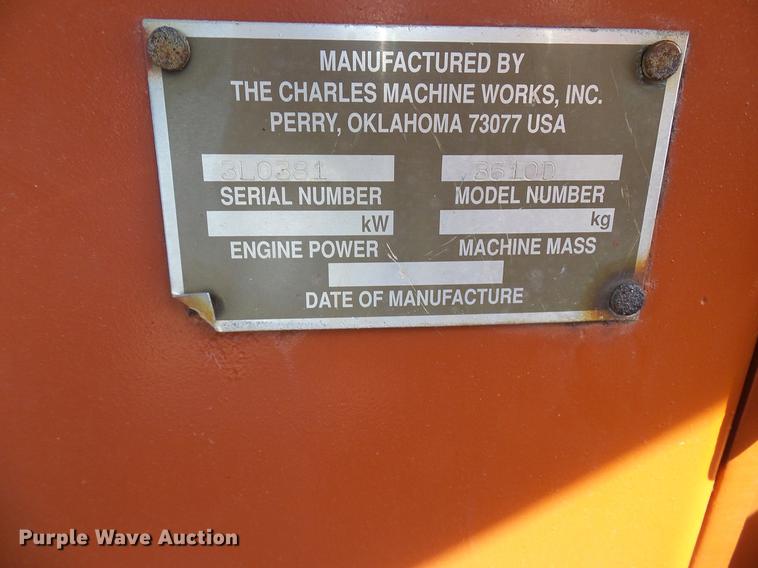 MANUFACTURED BY
THE CHARLES MACHINE WORKS, INC.
PERRY, OKLAHOMA 73077 USA
3L0381 8610D
SERIAL NUMBER MODEL NUMBER
kW kg
ENGINE POWER MACHINE MASS
DATE OF MANUFACTURE
Purple Wave Auction